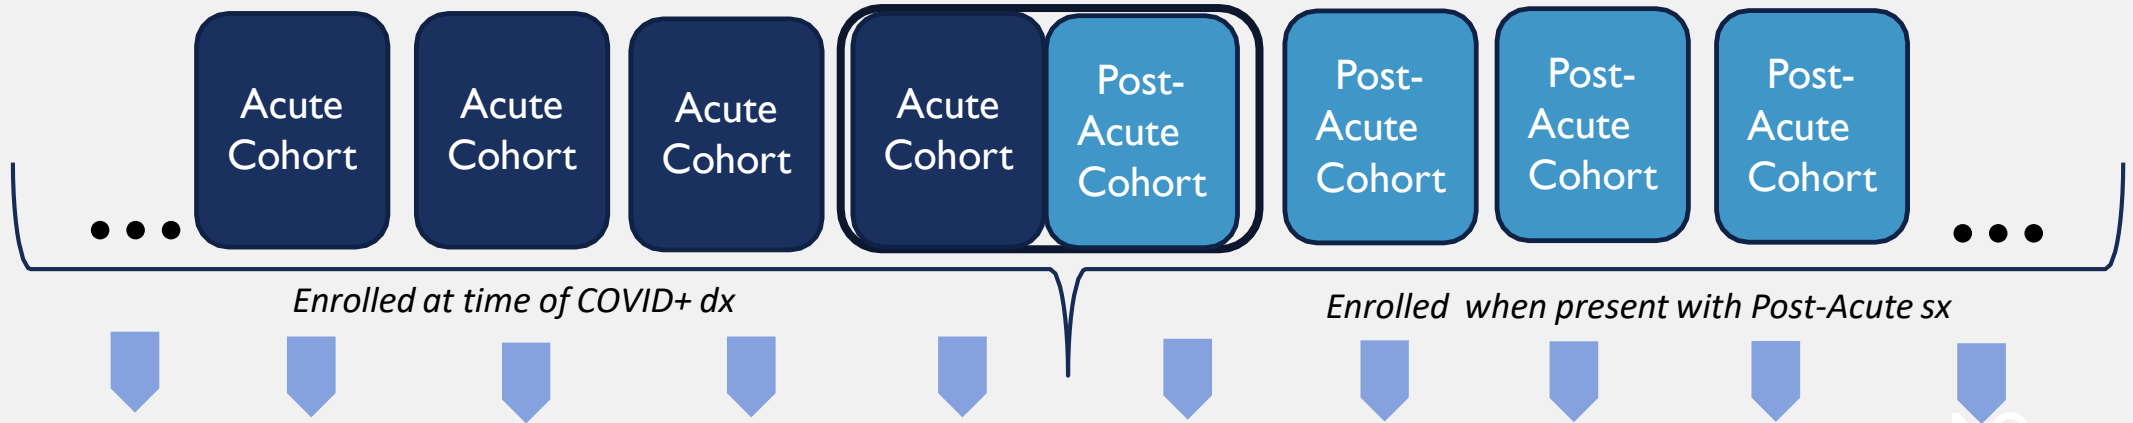 Acute
Cohort
Acute
Cohort
Acute
Cohort
Acute
Cohort
Post-
Acute
Cohort
Post-
Acute
Cohort
Post-
Acute
Cohort
Post-
Acute
Cohort
Enrolled at time of COVID+ dx
Enrolled when present with Post-Acute sx